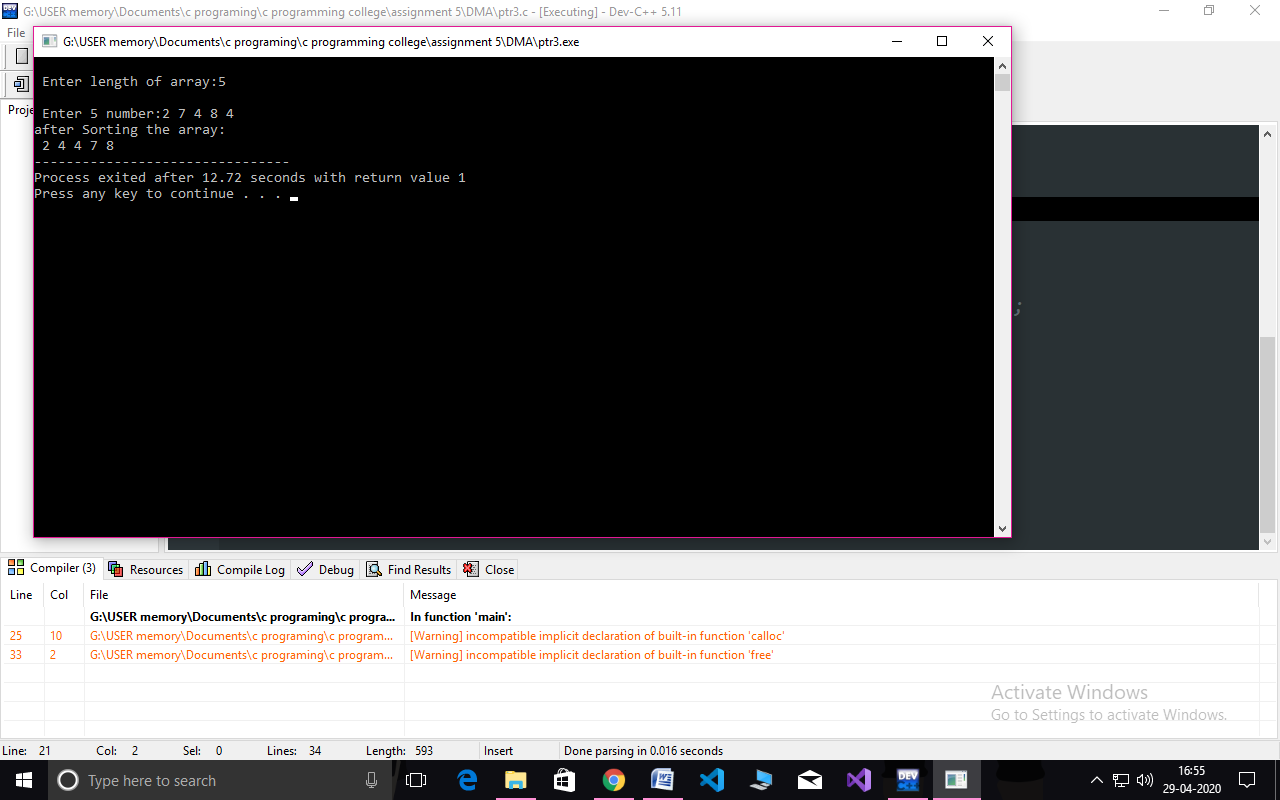 G:\USER memory\Documents\c programing\c programming college\assignment 5\DMA\ptr3.c - [Executing] - Dev-C++ 5.11
File
G:\USER memory\Documents\c programing\c programming college\assignment 5\DMA\ptr3.exe
Enter length of array:5
Enter 5 number:2 7 4 8 4
after Sorting the array:
2 4 4 7 8
--------------------------------
Process exited after 12.72 seconds with return value 1
Press any key to continue . . .
Proje
;
Compiler (3) Resources Compile Log Debug Find Results Close
Line Col File Message
G:\USER memory\Documents\c programing\c progra... In function 'main':
25 10 G:\USER memory\Documents\c programing\c program... [Warning] incompatible implicit declaration of built-in function 'calloc'
33 2 G:\USER memory\Documents\c programing\c program... [Warning] incompatible implicit declaration of built-in function 'free'
Activate Windows
Go to Settings to activate Windows.
Line: 21 Col: 2 Sel: 0 Lines: 34 Length: 593 Insert Done parsing in 0.016 seconds
Type here to search
DEV
16:55
29-04-2020